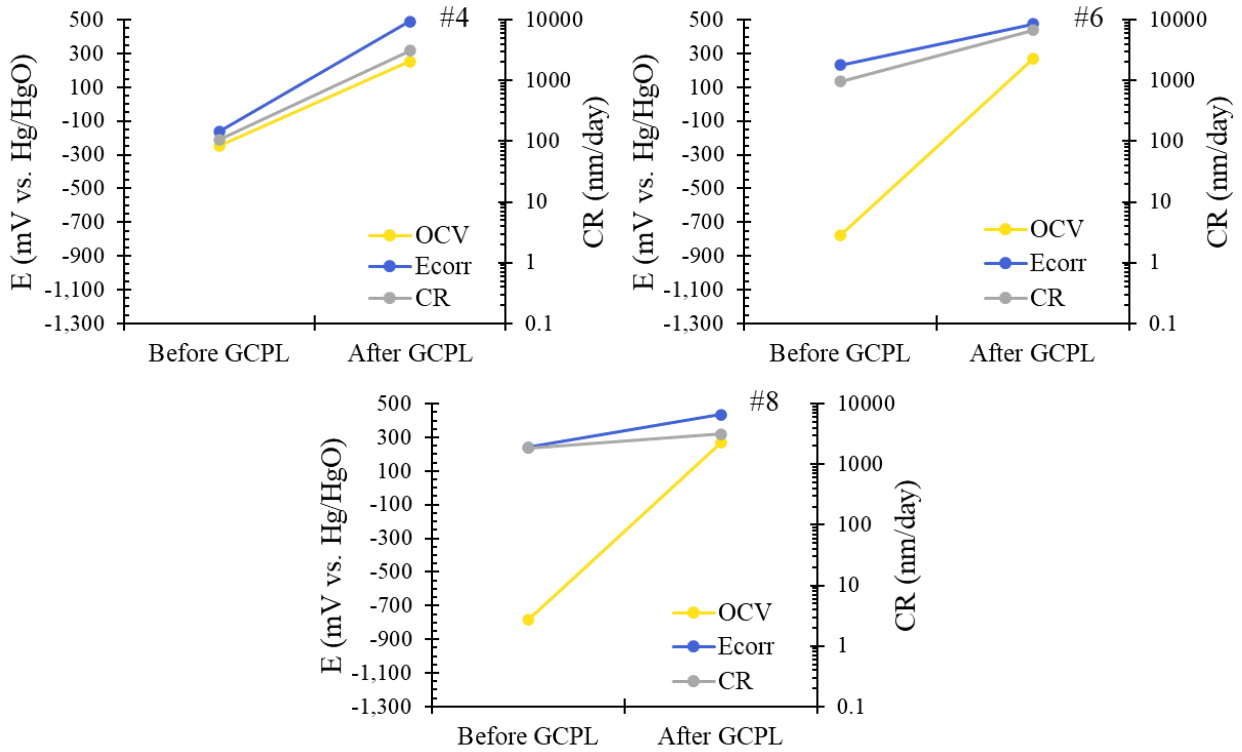 #4
E (mV vs. Hg/HgO)
500
300
100
-100
-300
-500
-700
-900
-1,100
-1,300
OCV
Ecorr
CR
10000
1000
100
10
1
0.1
CR (nm/day)
Before GCPL After GCPL
#6
E (mV vs. Hg/HgO)
500
300
100
-100
-300
-500
-700
-900
-1,100
-1,300
OCV
Ecorr
CR
10000
1000
100
10
1
0.1
CR (nm/day)
Before GCPL After GCPL
#8
E (mV vs. Hg/HgO)
500
300
100
-100
-300
-500
-700
-900
-1,100
-1,300
OCV
Ecorr
CR
10000
1000
100
10
1
0.1
CR (nm/day)
Before GCPL After GCPL